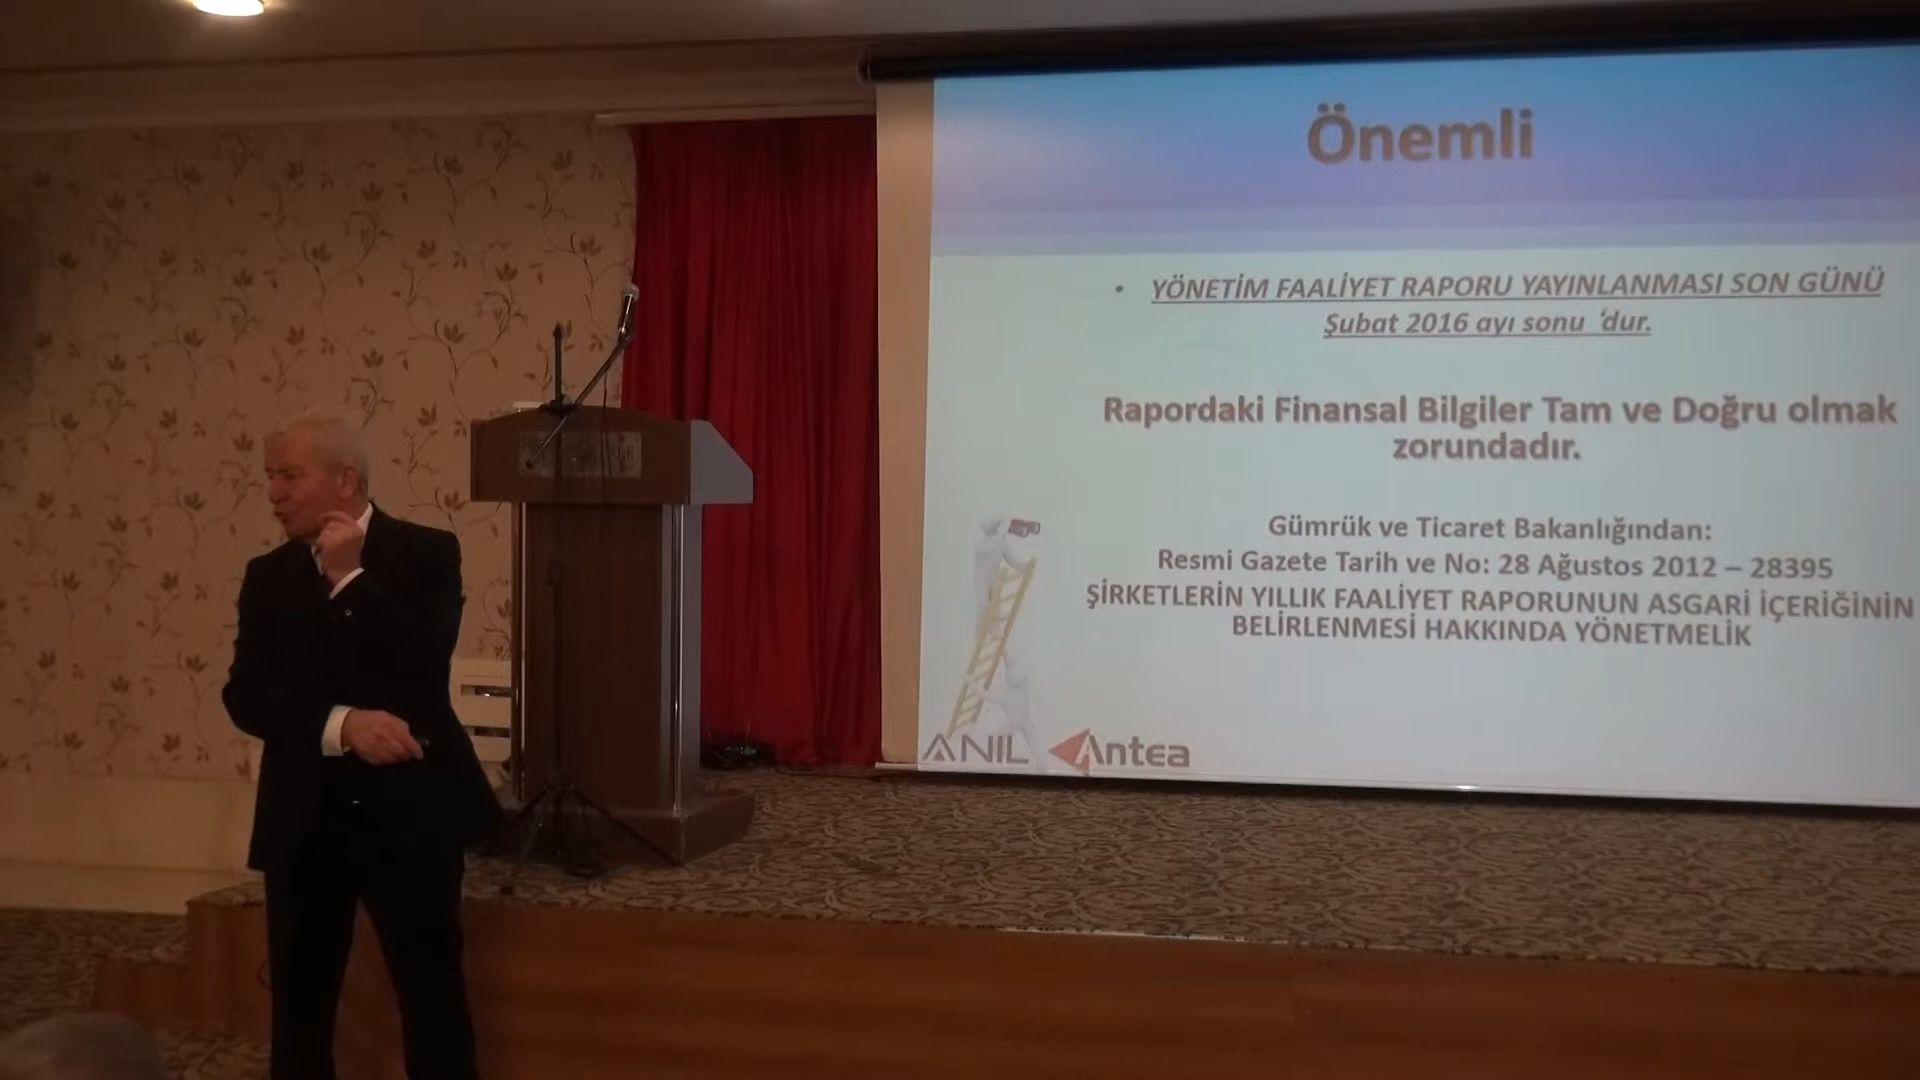 Önemli
• YÖNETİM FAALİYET RAPORU YAYINLANMASI SON GÜNÜ
Şubat 2016 ayı sonu ‘dur.
Rapordaki Finansal Bilgiler Tam ve Doğru olmak
zorundadır.
Gümrük ve Ticaret Bakanlığından:
Resmi Gazete Tarih ve No: 28 Ağustos 2012 – 28395
ŞİRKETLERİN YILLIK FAALİYET RAPORUNUN ASGARİ İÇERİĞİNİN
BELİRLENMESİ HAKKINDA YÖNETMELİK
ANIL Antea